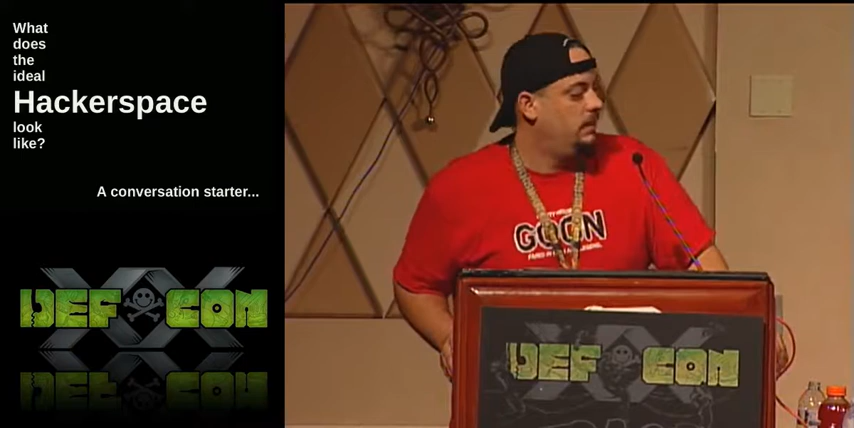 What
does
the
ideal
Hackerspace
look
like?
A conversation starter...
DEF CON
GOON
DEF CON